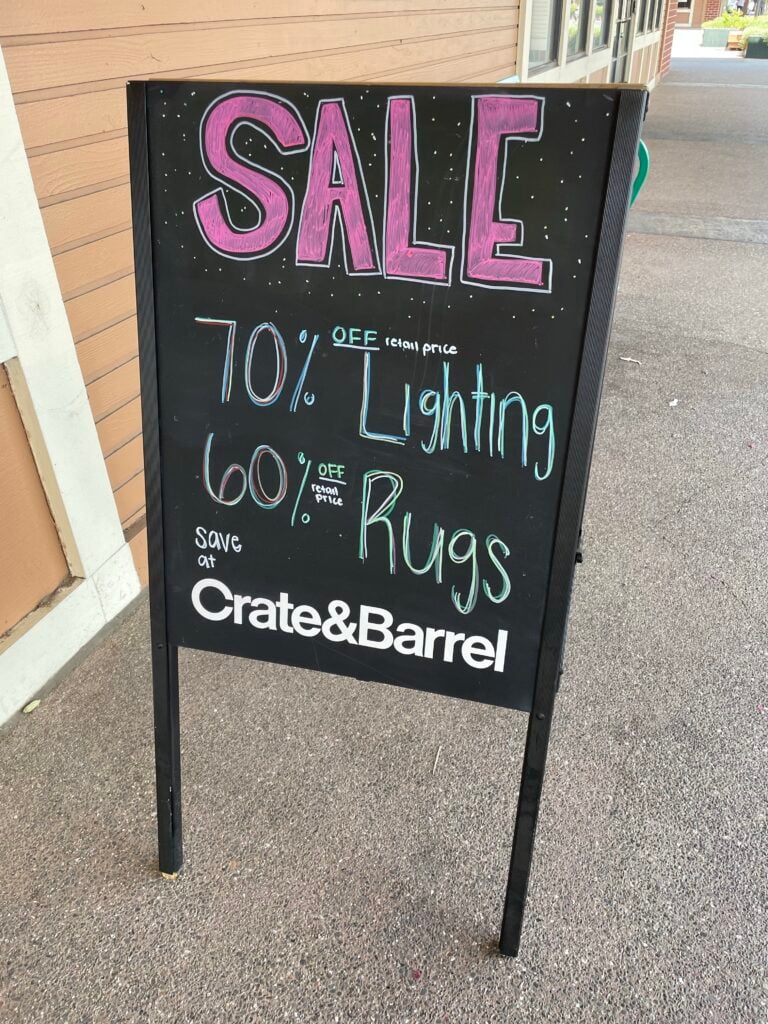 SALE
70% OFF retail price
Lighting
60% OFF retail price
Rugs
save
at
Crate&Barrel